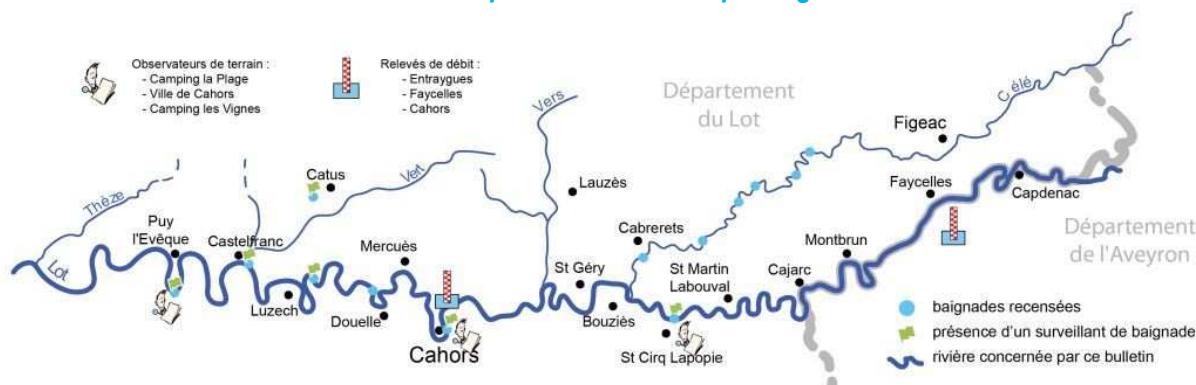 Observateurs de terrain :
- Camping la Plage
- Ville de Cahors
- Camping les Vignes
Relevés de débit :
- Entraygues
- Faycelles
- Cahors
Département
du Lot
Célé
Figeac
Vers
Catus
Vert
Lauzès
Thèze
Faycelles
Capdenac
Puy
l'Evêque
Castelfranc
Mercuès
Cabrerets
Département
de l'Aveyron
Lot
St Géry
St Martin
Labouval
Cajarc
Montbrun
Luzech
Douelle
Cahors
Bouziès
St Cirq Lapopie
baignades recensées
présence d'un surveillant de baignade
rivière concernée par ce bulletin